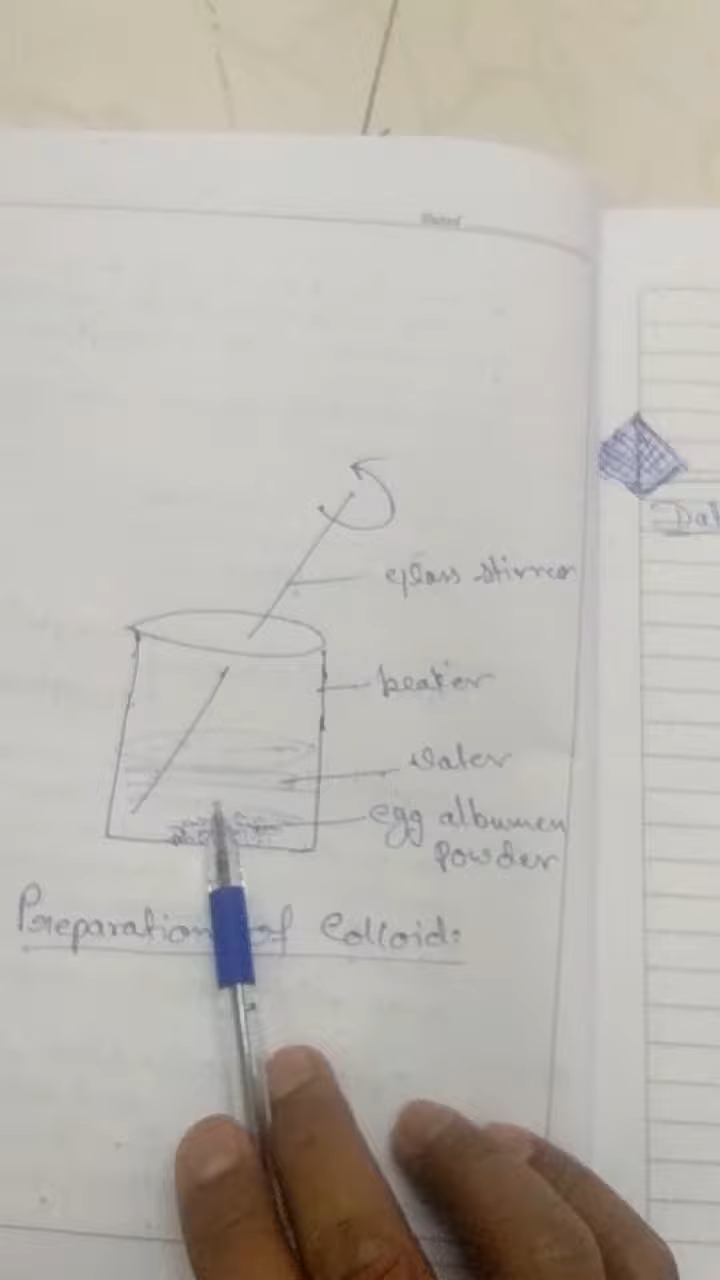 glass stirrer
beaker
water
egg albumen
powder
Preparation of Colloid: